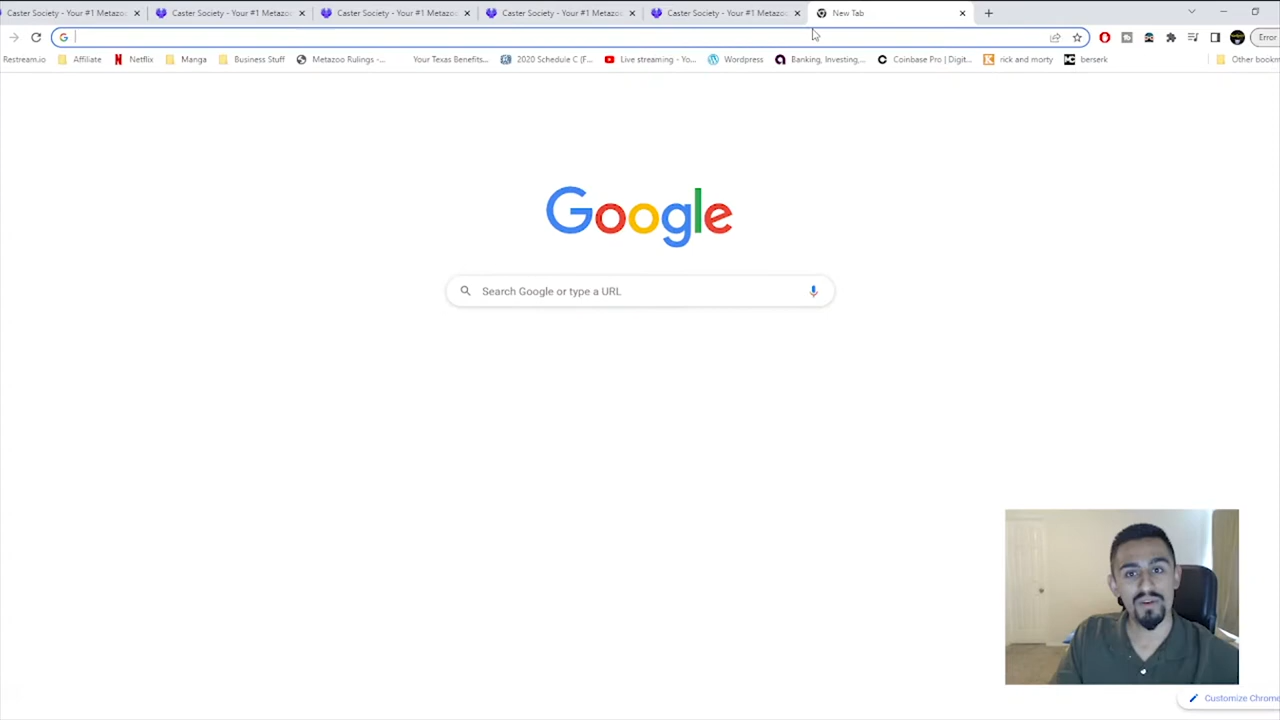 Caster Society - Your #1 Metazo Caster Society - Your #1 Metazo Caster Society - Your #1 Metazo Caster Society - Your #1 Metazo Caster Society - Your #1 Metazo New Tab
Error
Restream.io Affiliate Netflix Manga Business Stuff Metazoo Rulings -... Your Texas Benefits... 2020 Schedule C (F... Live streaming - Yo... Wordpress Banking, Investing,... Coinbase Pro | Digit... rick and morty berserk Other bookm
Google
Search Google or type a URL
Customize Chrome